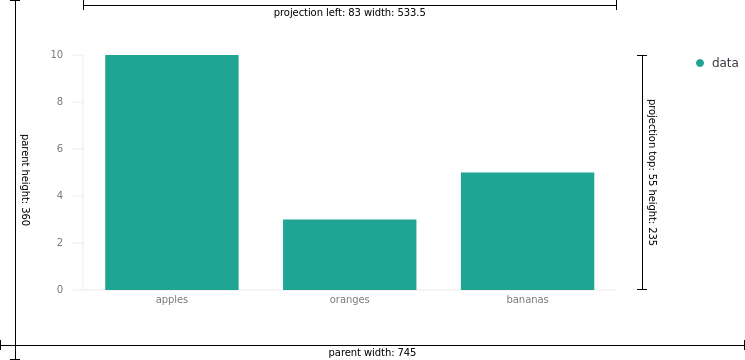 projection left: 83 width: 533.5
10
8
6
4
2
0
apples
oranges
bananas
data
parent height: 360
projection top: 55 height: 235
parent width: 745